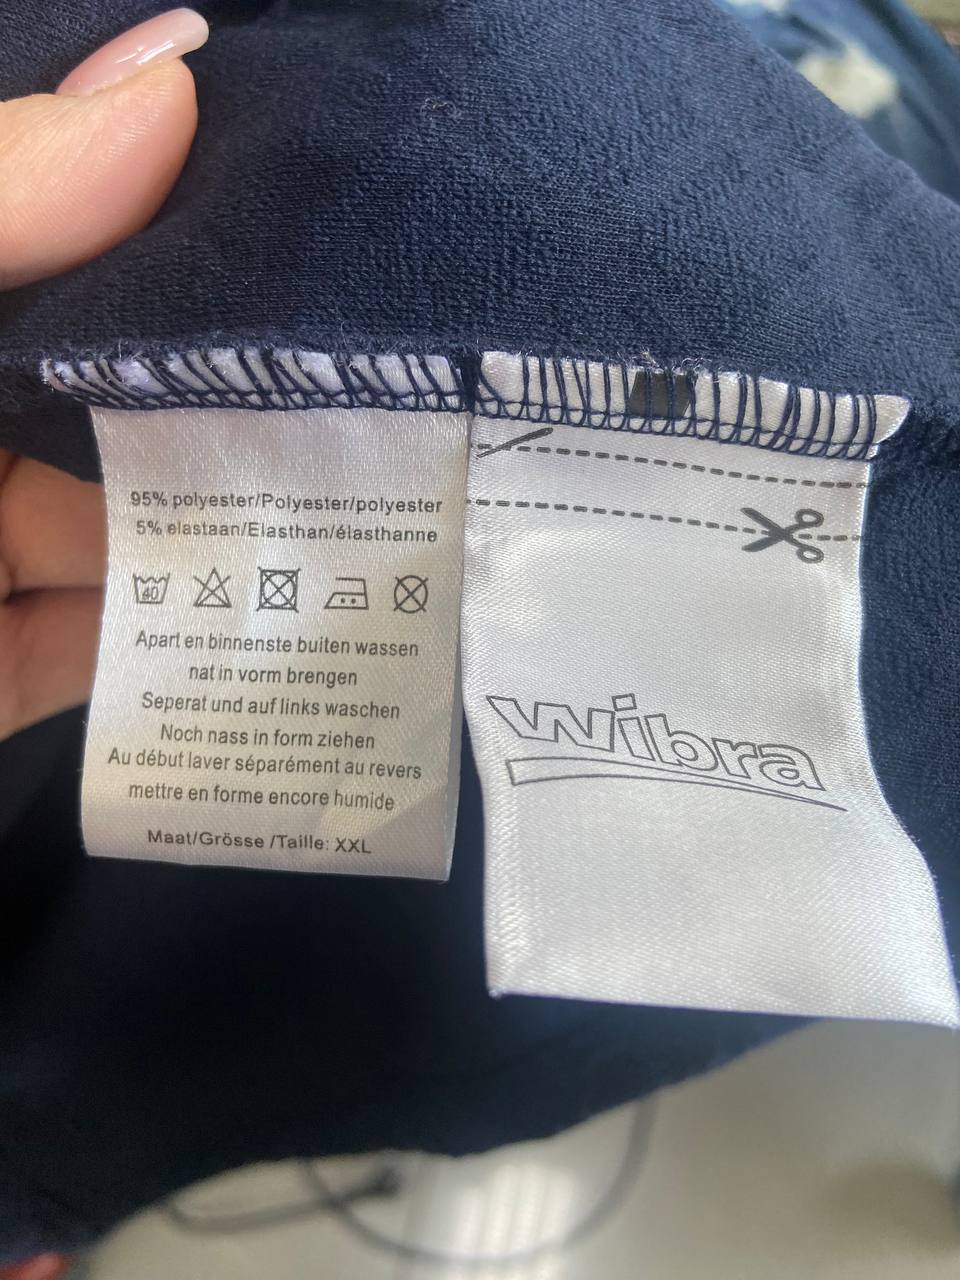 95% polyester/Polyester/polyester
5% elastaan/Elasthan/élasthanne
40
Apart en binnenste buiten wassen
nat in vorm brengen
Seperat und auf links waschen
Noch nass in form ziehen
Au début laver séparément au revers
mettre en forme encore humide
Maat/Grösse /Taille: XXL
wibra